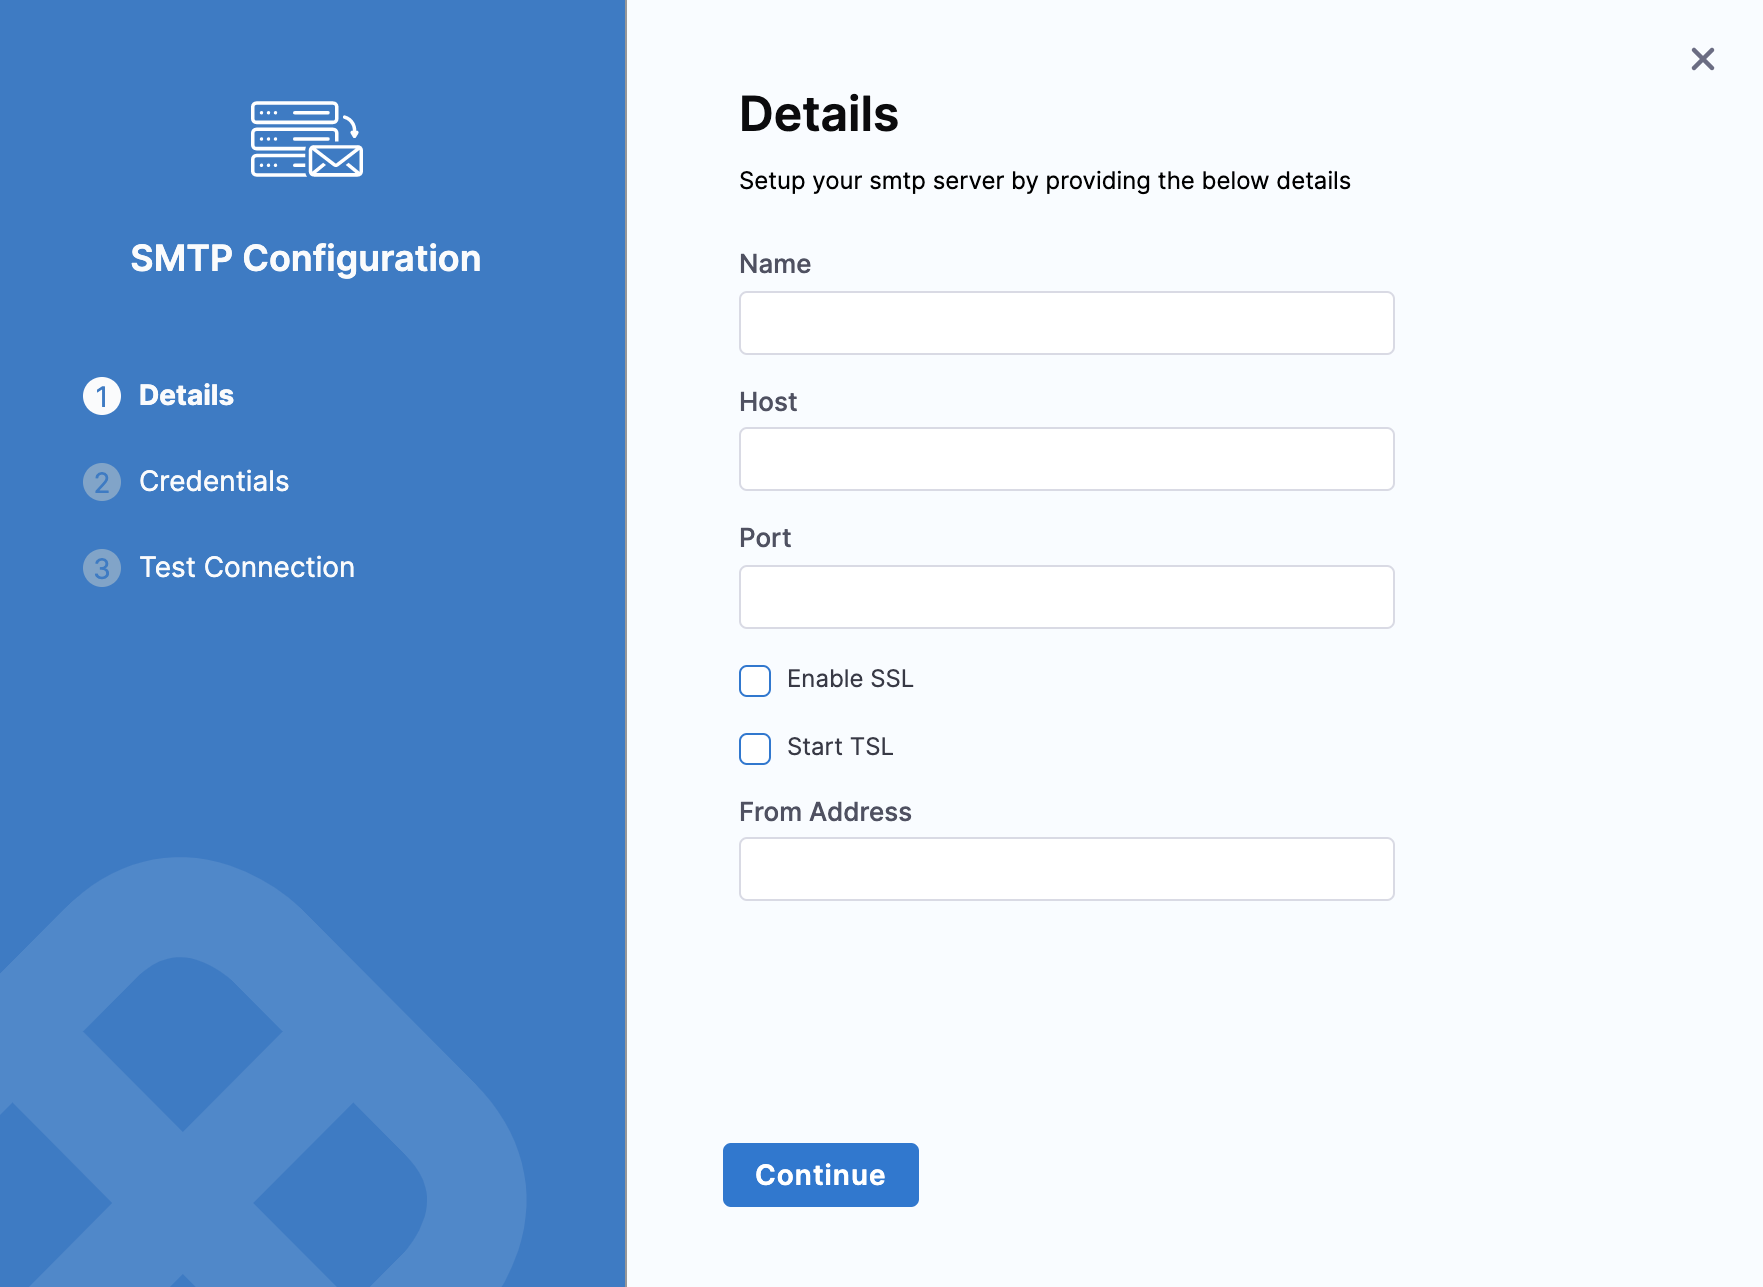 SMTP Configuration
1 Details
2 Credentials
3 Test Connection
Details
Setup your smtp server by providing the below details
Name
Host
Port
Enable SSL
Start TSL
From Address
Continue